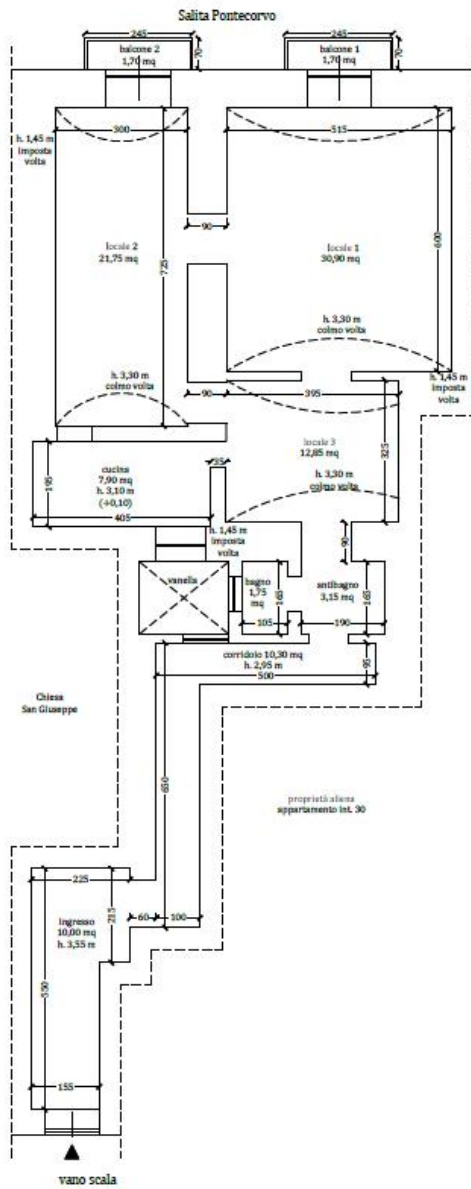 Salita Pontecorvo
245
245
balcone 2
1,70 mq
70
balcone 1
1,70 mq
70
300
515
h. 1,45 m
imposta
volta
90
locale 2
21,75 mq
725
locale 1
30,90 mq
600
h. 3,30 m
colmo volta
h. 3,30 m
colmo volta
h. 1,45 m
imposta
volta
90
395
locale 3
12,85 mq
325
h. 3,30 m
colmo volta
cucina
7,90 mq
h. 3,10 m
(+0,10)
195
35
405
h. 1,45 m
imposta
volta
90
vanella
bagno
1,75
mq
165
antibagno
3,15 mq
165
105
190
corridoio 10,30 mq
h. 2,95 m
95
500
Chiesa
San Giuseppe
650
proprietà aliena
appartamento int. 30
225
215
ingresso
10,00 mq
h. 3,55 m
60
100
550
155
vano scala